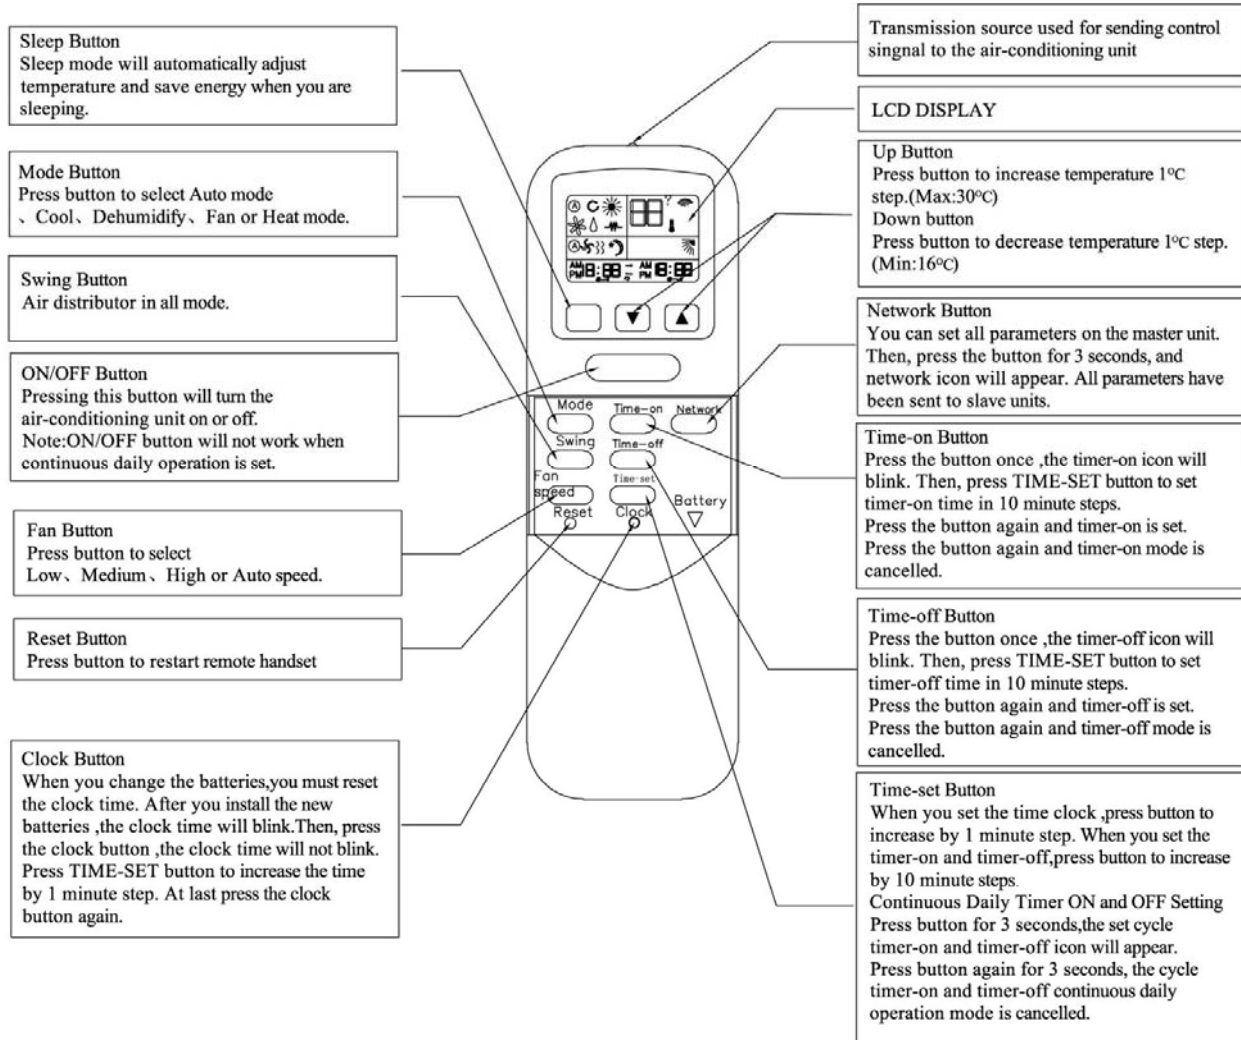 Sleep Button
Sleep mode will automatically adjust
temperature and save energy when you are
sleeping.
Mode Button
Press button to select Auto mode
、Cool、Dehumidify、Fan or Heat mode.
Swing Button
Air distributor in all mode.
ON/OFF Button
Pressing this button will turn the
air-conditioning unit on or off.
Note:ON/OFF button will not work when
continuous daily operation is set.
Fan Button
Press button to select
Low、Medium、High or Auto speed.
Reset Button
Press button to restart remote handset
Clock Button
When you change the batteries,you must reset
the clock time. After you install the new
batteries ,the clock time will blink.Then, press
the clock button ,the clock time will not blink.
Press TIME-SET button to increase the time
by 1 minute step. At last press the clock
button again.
A
?
A
AM
PM 8:88
AM
PM 8:88
Mode
Time-on
Network
Swing
Time-off
Fan
speed
Time-set
Battery
Reset
Clock
Transmission source used for sending control
singnal to the air-conditioning unit
LCD DISPLAY
Up Button
Press button to increase temperature 1°C
step.(Max:30°C)
Down button
Press button to decrease temperature 1°C step.
(Min:16°C)
Network Button
You can set all parameters on the master unit.
Then, press the button for 3 seconds, and
network icon will appear. All parameters have
been sent to slave units.
Time-on Button
Press the button once ,the timer-on icon will
blink. Then, press TIME-SET button to set
timer-on time in 10 minute steps.
Press the button again and timer-on is set.
Press the button again and timer-on mode is
cancelled.
Time-off Button
Press the button once ,the timer-off icon will
blink. Then, press TIME-SET button to set
timer-off time in 10 minute steps.
Press the button again and timer-off is set.
Press the button again and timer-off mode is
cancelled.
Time-set Button
When you set the time clock ,press button to
increase by 1 minute step. When you set the
timer-on and timer-off,press button to increase
by 10 minute steps.
Continuous Daily Timer ON and OFF Setting
Press button for 3 seconds,the set cycle
timer-on and timer-off icon will appear.
Press button again for 3 seconds, the cycle
timer-on and timer-off continuous daily
operation mode is cancelled.